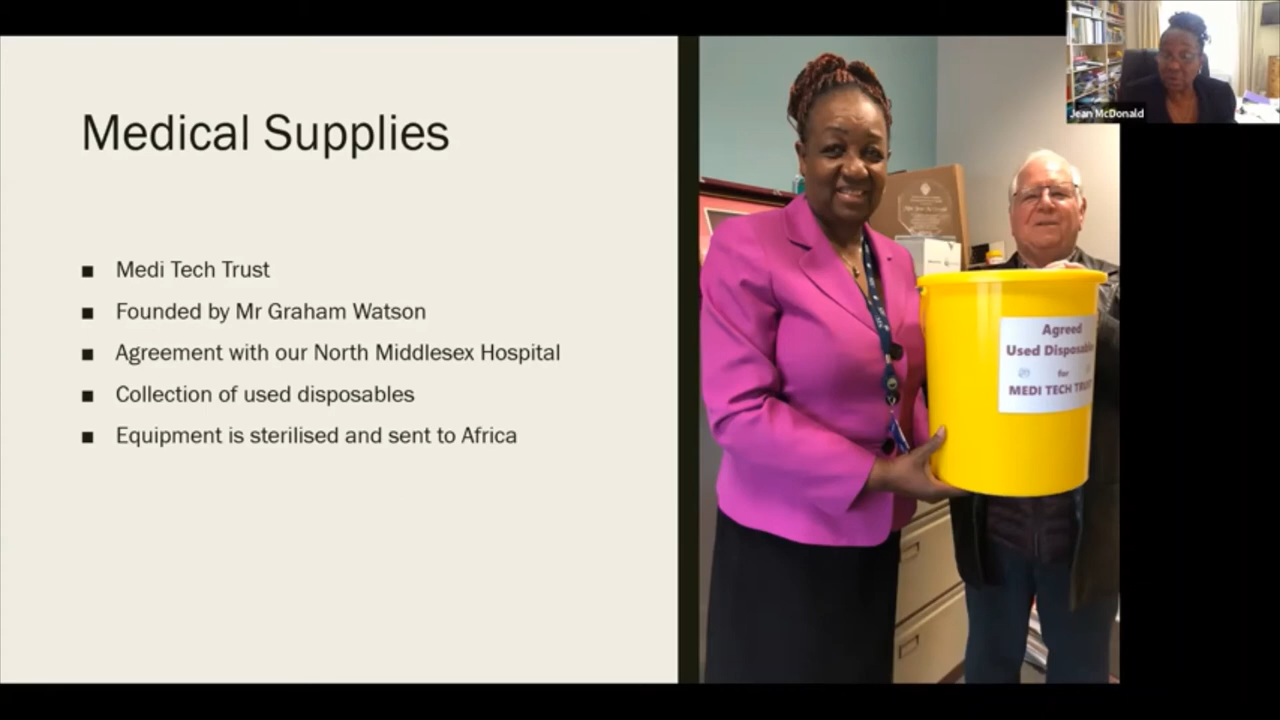 Medical Supplies
Medi Tech Trust
Founded by Mr Graham Watson
Agreement with our North Middlesex Hospital
Collection of used disposables
Equipment is sterilised and sent to Africa
Jean McDonald
Agreed
Used Disposable
for
MEDI TECH TRUST